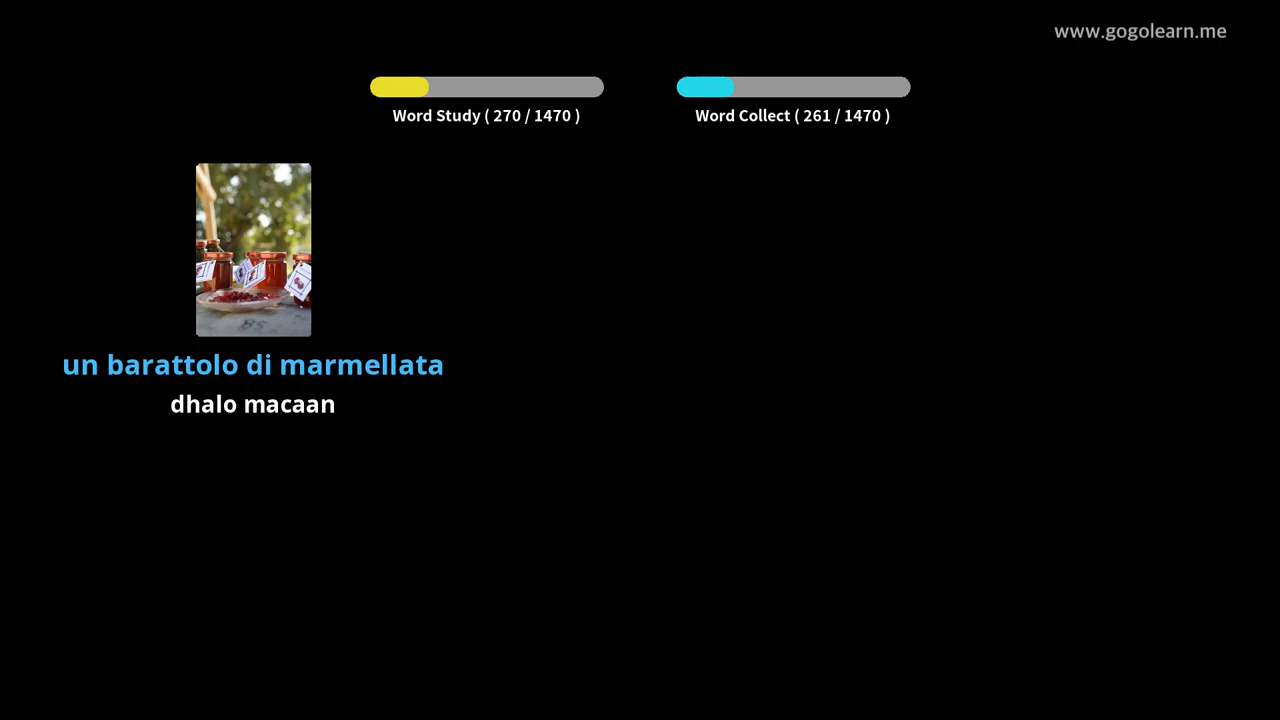 www.gogolearn.me
Word Study ( 270 / 1470 )
Word Collect ( 261 / 1470 )
un barattolo di marmellata
dhalo macaan